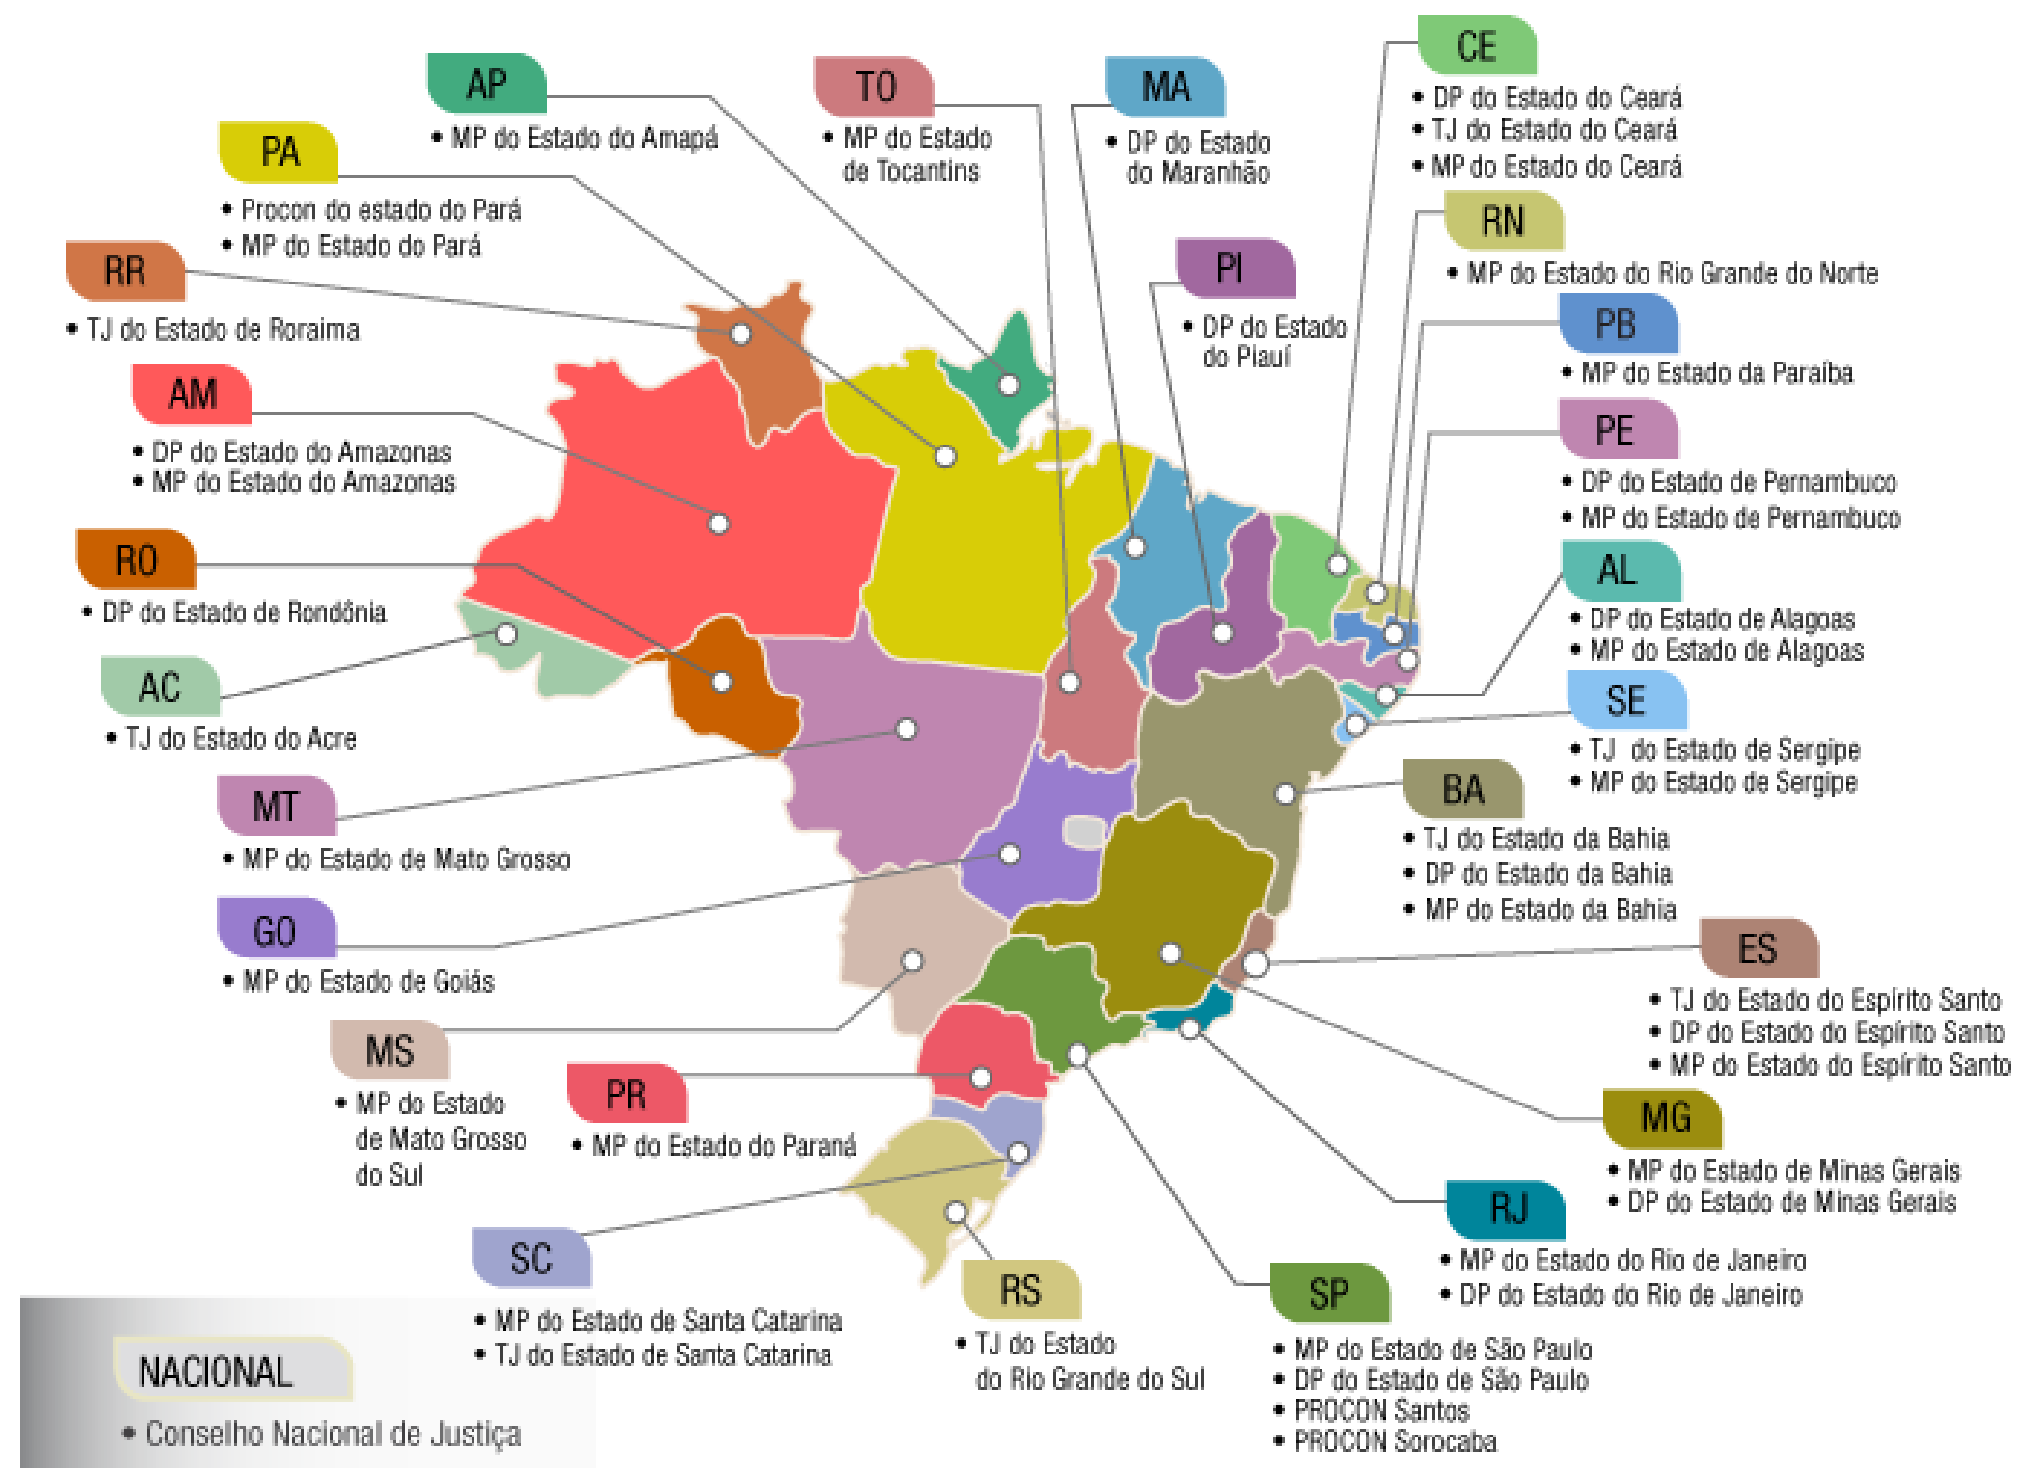 CE
• DP do Estado do Ceará
• TJ do Estado do Ceará
• MP do Estado do Ceará
AP
• MP do Estado do Amapá
TO
• MP do Estado
de Tocantins
MA
• DP do Estado
do Maranhão
PA
• Procon do estado do Pará
• MP do Estado do Pará
RN
• MP do Estado do Rio Grande do Norte
RR
• TJ do Estado de Roraima
PI
• DP do Estado
do Piauí
PB
• MP do Estado da Paraíba
AM
• DP do Estado do Amazonas
• MP do Estado do Amazonas
PE
• DP do Estado de Pernambuco
• MP do Estado de Pernambuco
RO
• DP do Estado de Rondônia
AL
• DP do Estado de Alagoas
• MP do Estado de Alagoas
AC
• TJ do Estado do Acre
SE
• TJ do Estado de Sergipe
• MP do Estado de Sergipe
MT
• MP do Estado de Mato Grosso
BA
• TJ do Estado da Bahia
• DP do Estado da Bahia
• MP do Estado da Bahia
GO
• MP do Estado de Goiás
ES
• TJ do Estado do Espírito Santo
• DP do Estado do Espírito Santo
• MP do Estado do Espírito Santo
MS
• MP do Estado
de Mato Grosso
do Sul
PR
• MP do Estado do Paraná
MG
• MP do Estado de Minas Gerais
• DP do Estado de Minas Gerais
RJ
• MP do Estado do Rio de Janeiro
• DP do Estado do Rio de Janeiro
SC
• MP do Estado de Santa Catarina
• TJ do Estado de Santa Catarina
RS
• TJ do Estado
do Rio Grande do Sul
SP
• MP do Estado de São Paulo
• DP do Estado de São Paulo
• PROCON Santos
• PROCON Sorocaba
NACIONAL
• Conselho Nacional de Justiça